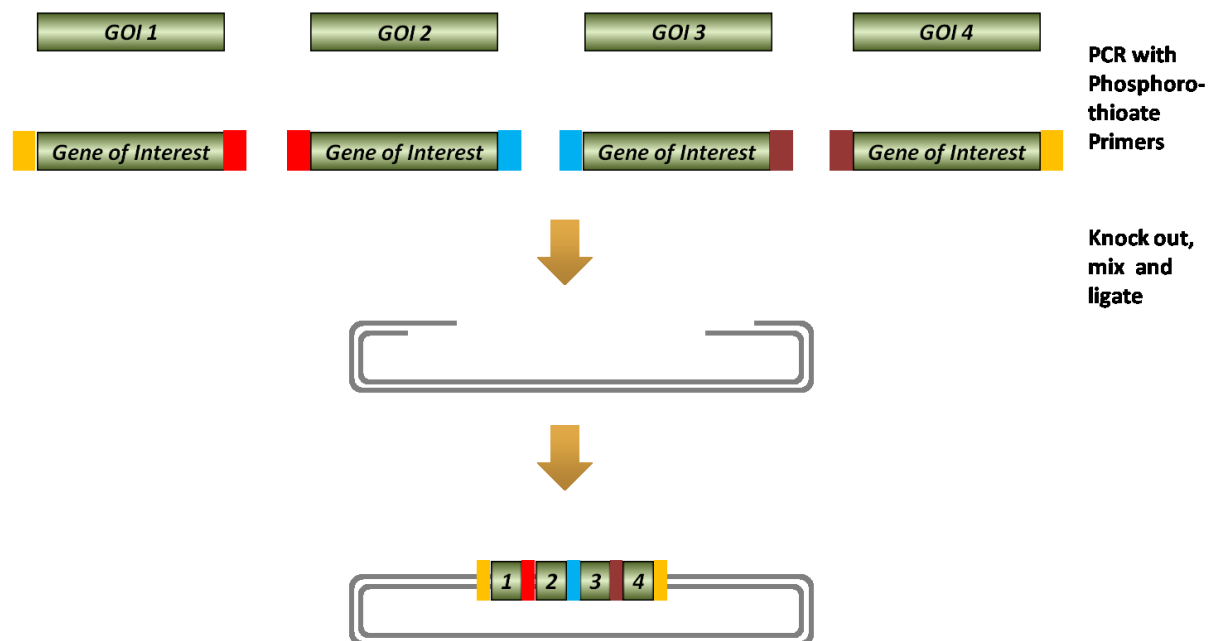 GOI 1
GOI 2
GOI 3
GOI 4
PCR with
Phosphoro-
thioate
Primers
Gene of Interest
Gene of Interest
Gene of Interest
Gene of Interest
Knock out,
mix and
ligate
1
2
3
4